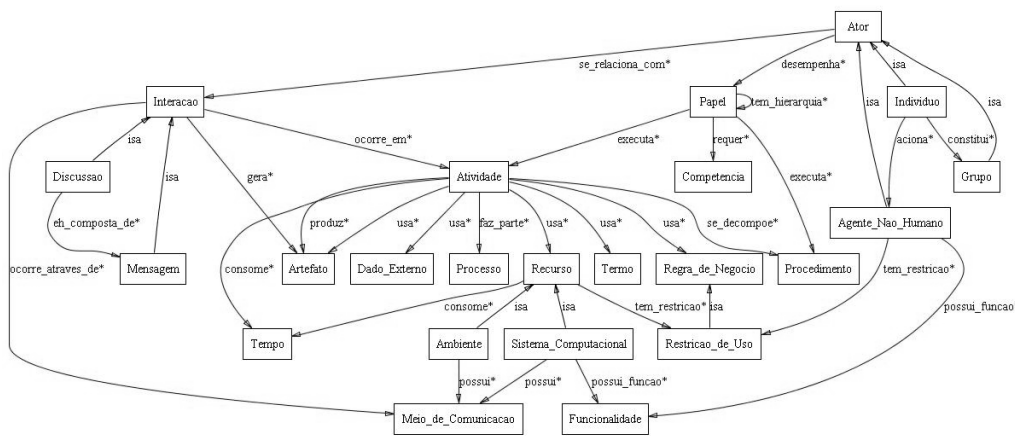 Ator
isa
se_relaciona_com*
desempenha*
Interacao
Papel
tem_hierarquia*
Individuo
isa
isa
isa
ocorre_em*
executa*
requer*
aciona*
constitui*
Discussao
gera*
Atividade
Competencia
executa*
Grupo
isa
eh_composta_de*
produz*
usa*
usa*
faz_parte*
usa*
usa*
usa*
se_decompoe*
Agente_Nao_Humano
ocorre_atraves_de*
Mensagem
consome*
Artefato
Dado_Externo
Processo
Recurso
Termo
Regra_de_Negocio
Procedimento
tem_restricao*
consome*
isa
isa
tem_restricao*
isa
possui_funcao
Tempo
Ambiente
Sistema_Computacional
Restricao_de_Uso
possui*
possui*
possui_funcao*
Meio_de_Comunicacao
Funcionalidade